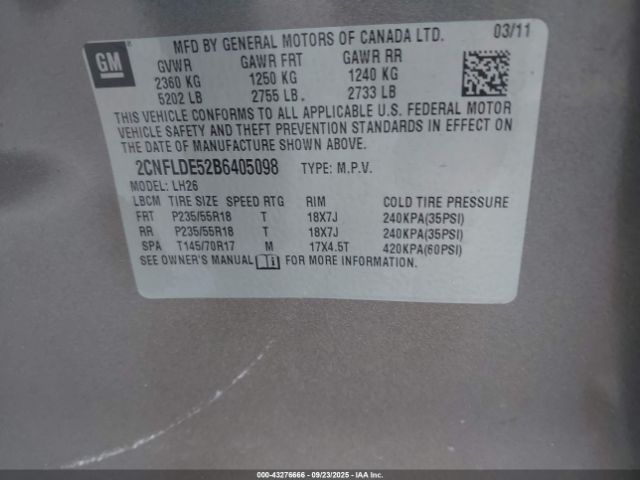 GM
MFD BY GENERAL MOTORS OF CANADA LTD. 03/11
GVWR GAWR FRT GAWR RR
2360 KG 1250 KG 1240 KG
5202 LB 2755 LB. 2733 LB
THIS VEHICLE CONFORMS TO ALL APPLICABLE U.S. FEDERAL MOTOR
VEHICLE SAFETY AND THEFT PREVENTION STANDARDS IN EFFECT ON
THE DATE OF MANUFACTURE SHOWN ABOVE.
2CNFLDE52B6405098 TYPE: M.P.V.
MODEL: LH26
LBCM TIRE SIZE SPEED RTG RIM COLD TIRE PRESSURE
FRT P235/55R18 T 18X7J 240KPA(35PSI)
RR P235/55R18 T 18X7J 240KPA(35PSI)
SPA T145/70R17 M 17X4.5T 420KPA(60PSI)
SEE OWNER'S MANUAL FOR MORE INFORMATION.
000-43276666 - 09/23/2025 - IAA, Inc.